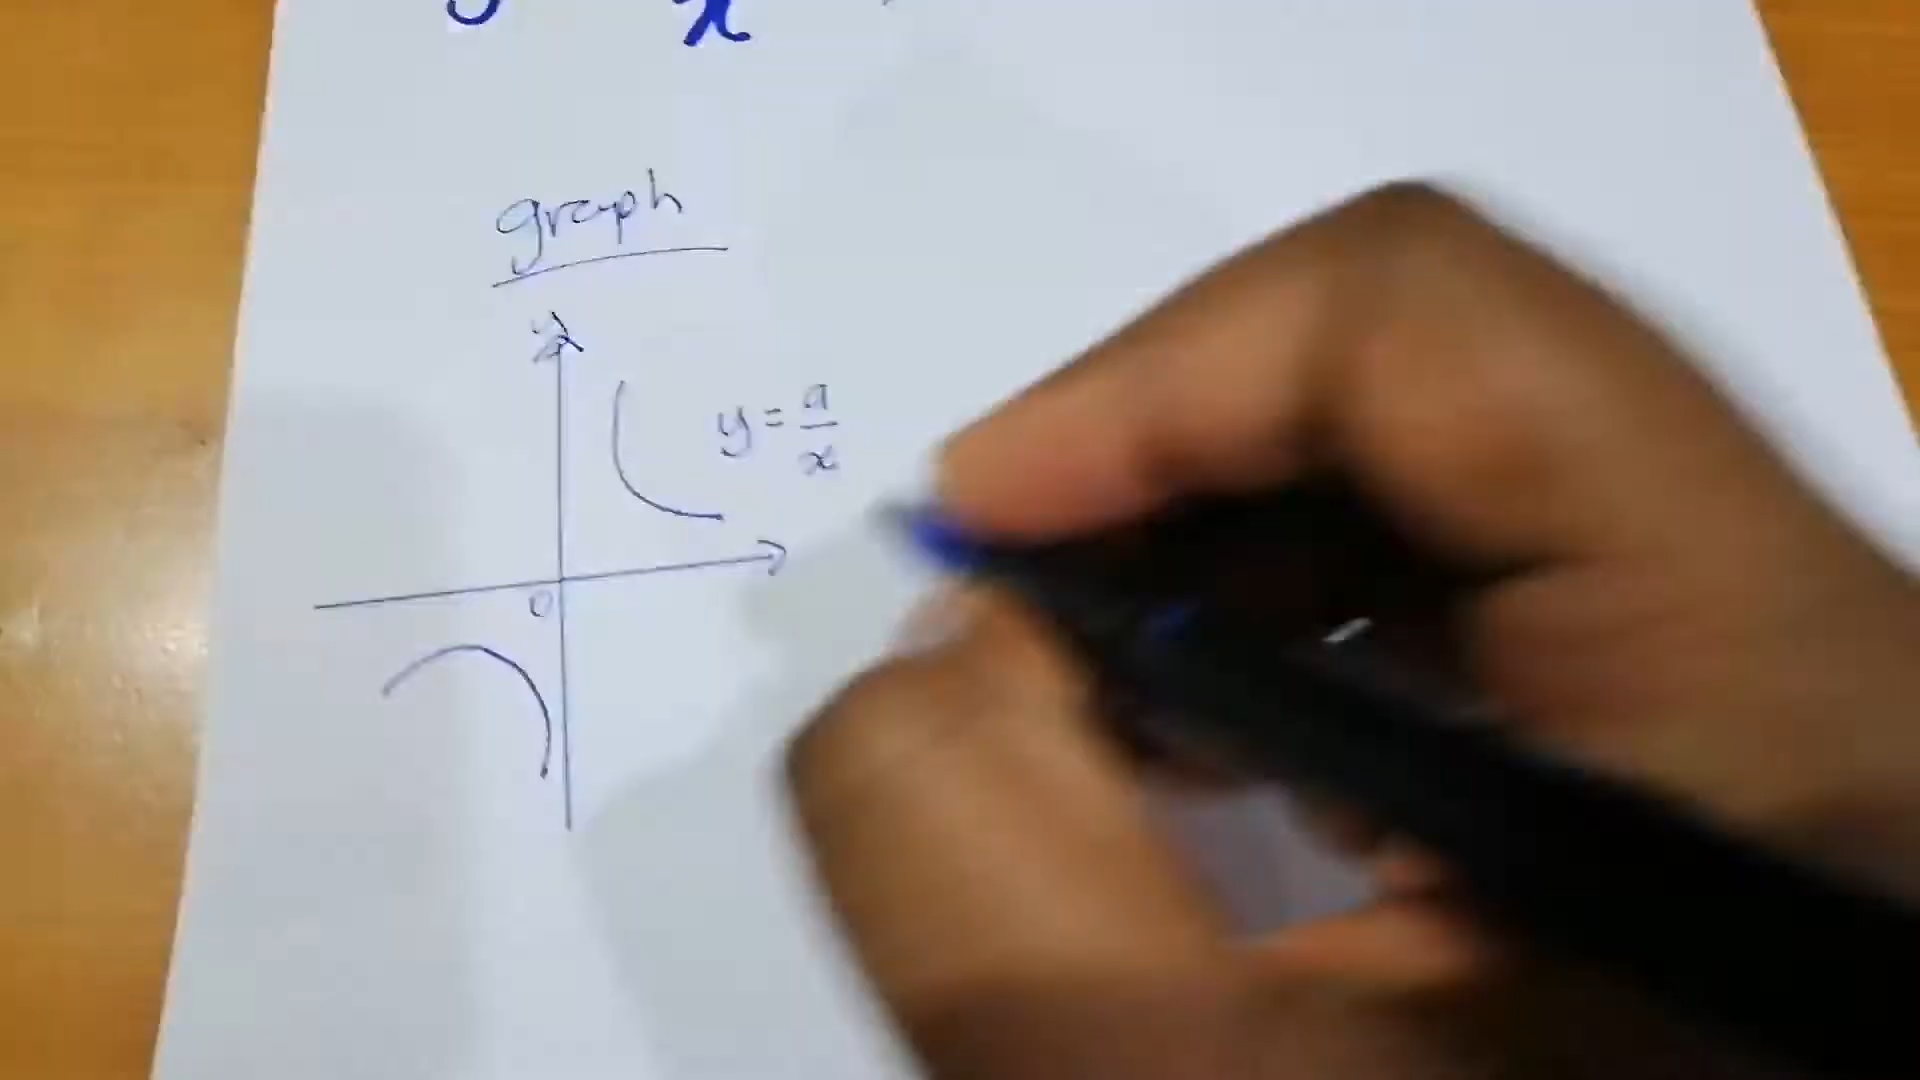 x
graph
y
y = a/x
0